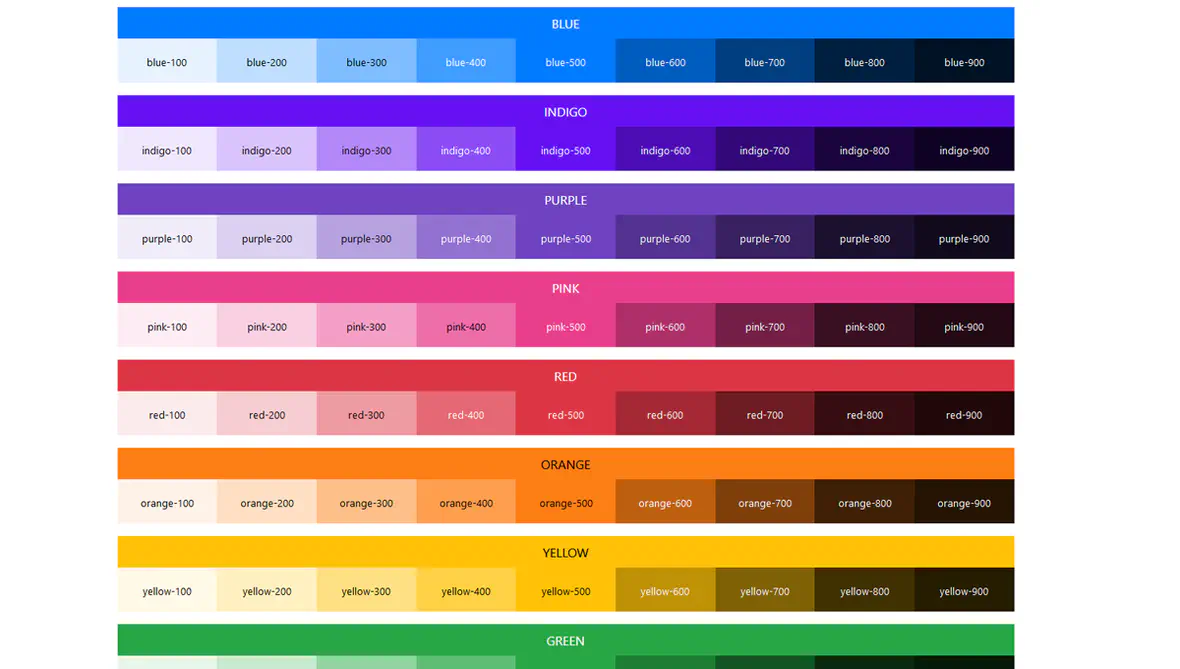 BLUE
blue-100 blue-200 blue-300 blue-400 blue-500 blue-600 blue-700 blue-800 blue-900
INDIGO
indigo-100 indigo-200 indigo-300 indigo-400 indigo-500 indigo-600 indigo-700 indigo-800 indigo-900
PURPLE
purple-100 purple-200 purple-300 purple-400 purple-500 purple-600 purple-700 purple-800 purple-900
PINK
pink-100 pink-200 pink-300 pink-400 pink-500 pink-600 pink-700 pink-800 pink-900
RED
red-100 red-200 red-300 red-400 red-500 red-600 red-700 red-800 red-900
ORANGE
orange-100 orange-200 orange-300 orange-400 orange-500 orange-600 orange-700 orange-800 orange-900
YELLOW
yellow-100 yellow-200 yellow-300 yellow-400 yellow-500 yellow-600 yellow-700 yellow-800 yellow-900
GREEN